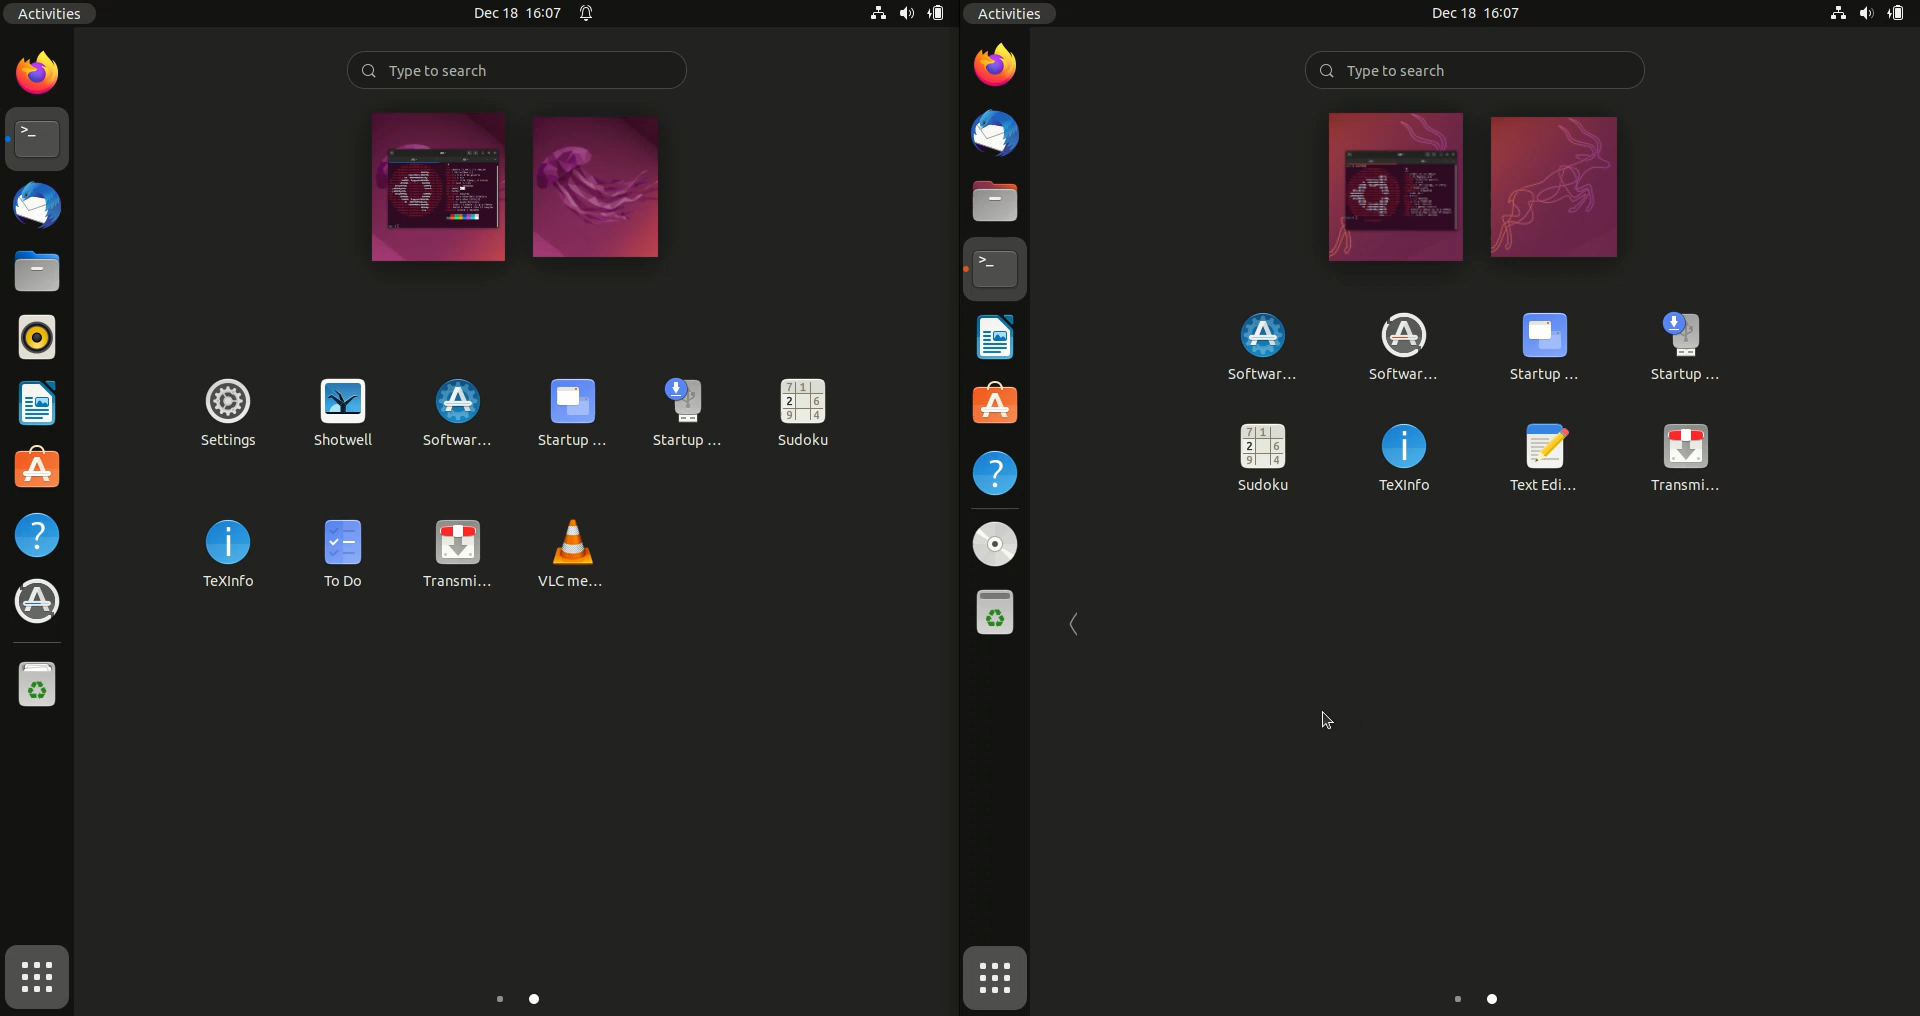 Activities
Dec 18 16:07
Type to search
Settings
Shotwell
Softwar...
Startup ...
Startup ...
Sudoku
TeXInfo
To Do
Transmi...
VLC me...
Activities
Dec 18 16:07
Type to search
Softwar...
Softwar...
Startup ...
Startup ...
Sudoku
TeXInfo
Text Edi...
Transmi...